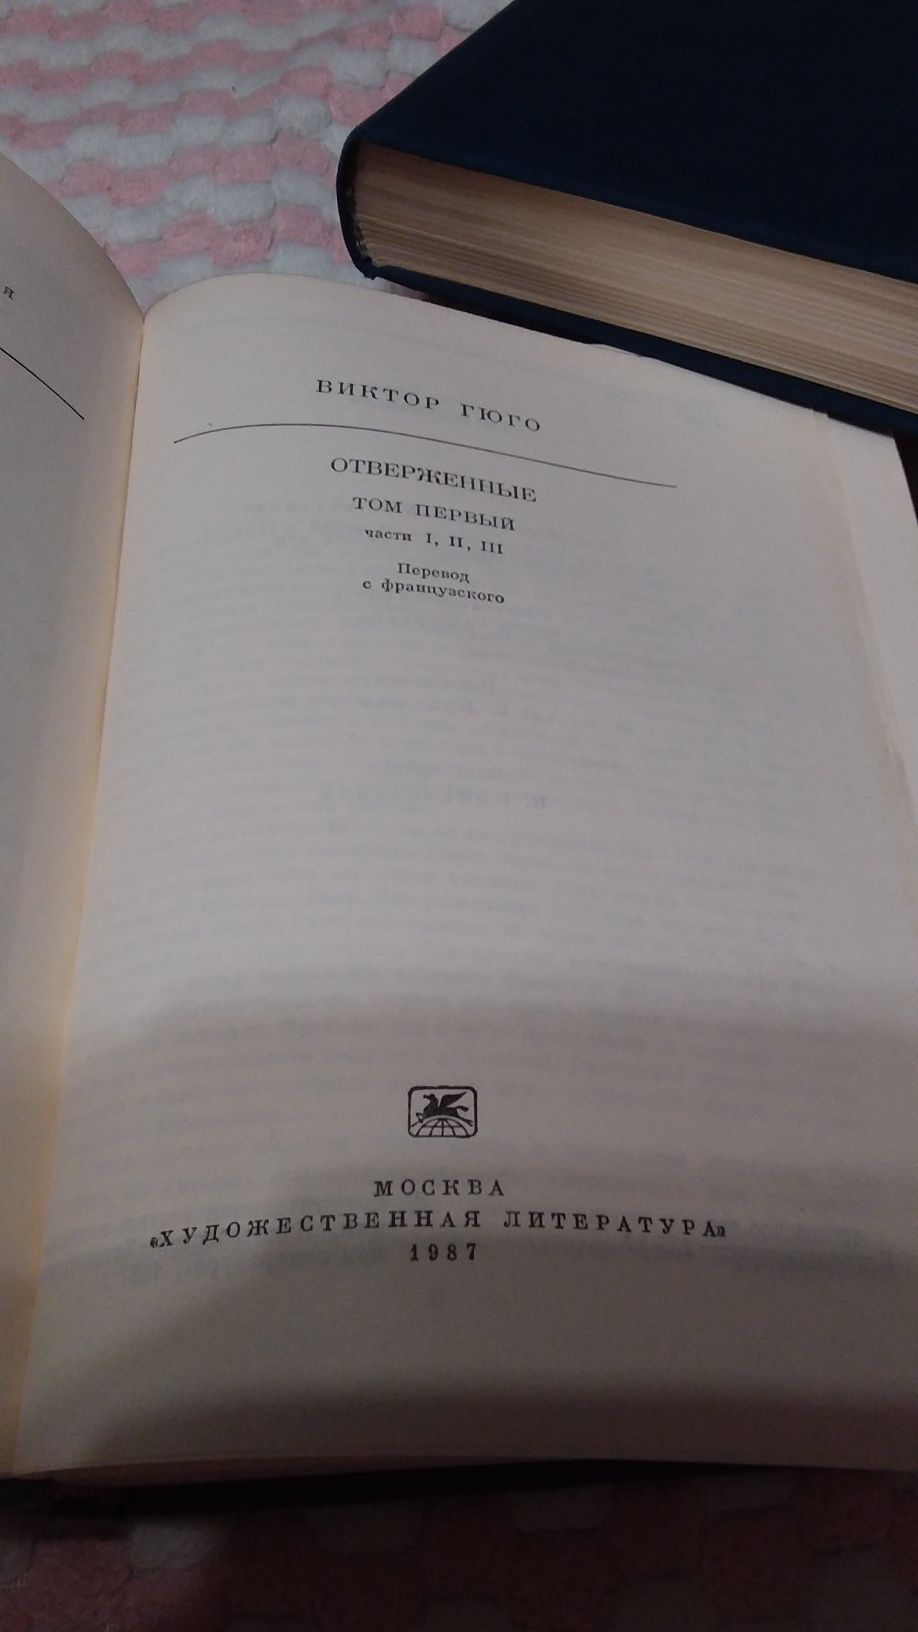 я
ВИКТОР ГЮГО
ОТВЕРЖЕННЫЕ
ТОМ ПЕРВЫЙ
части I, II, III
Перевод
с французского
МОСКВА
«ХУДОЖЕСТВЕННАЯ ЛИТЕРАТУРА»
1987